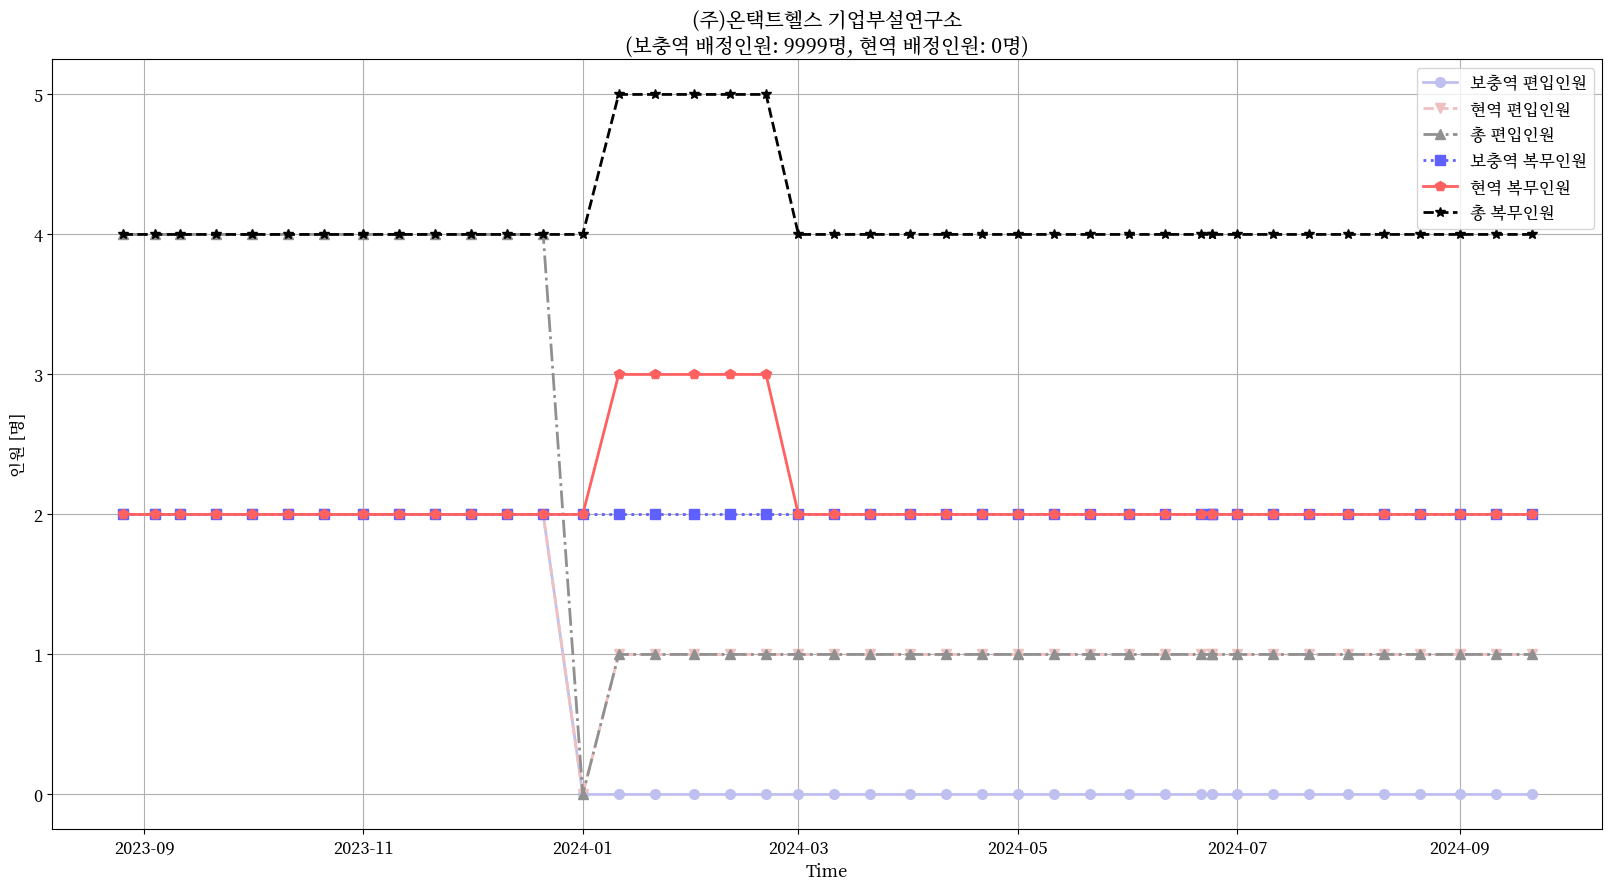 (주)온택트헬스 기업부설연구소
(보충역 배정인원: 9999명, 현역 배정인원: 0명)
보충역 편입인원
현역 편입인원
총 편입인원
보충역 복무인원
현역 복무인원
총 복무인원
인원 [명]
5
4
3
2
1
0
2023-09
2023-11
2024-01
2024-03
2024-05
2024-07
2024-09
Time